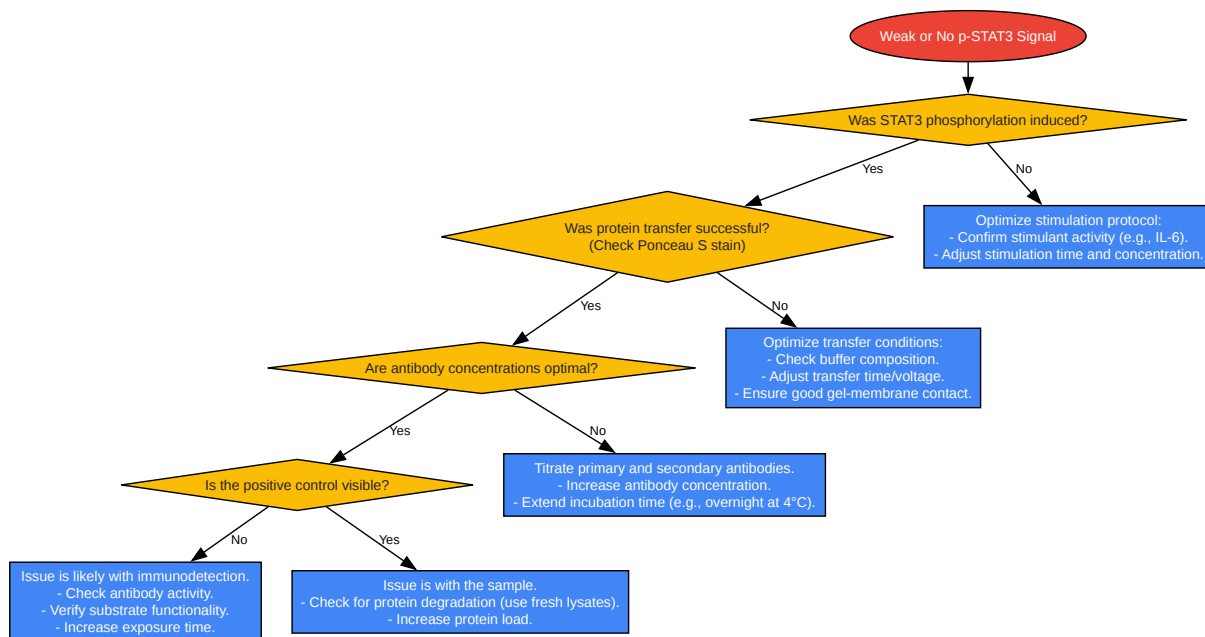 Weak or No p-STAT3 Signal
Was STAT3 phosphorylation induced?
Yes
No
Was protein transfer successful?
(Check Ponceau S stain)
Optimize stimulation protocol:
- Confirm stimulant activity (e.g., IL-6).
- Adjust stimulation time and concentration.
Yes
No
Are antibody concentrations optimal?
Optimize transfer conditions:
- Check buffer composition.
- Adjust transfer time/voltage.
- Ensure good gel-membrane contact.
Yes
No
Is the positive control visible?
Titrate primary and secondary antibodies.
- Increase antibody concentration.
- Extend incubation time (e.g., overnight at 4°C).
No
Yes
Issue is likely with immunodetection.
- Check antibody activity.
- Verify substrate functionality.
- Increase exposure time.
Issue is with the sample.
- Check for protein degradation (use fresh lysates).
- Increase protein load.